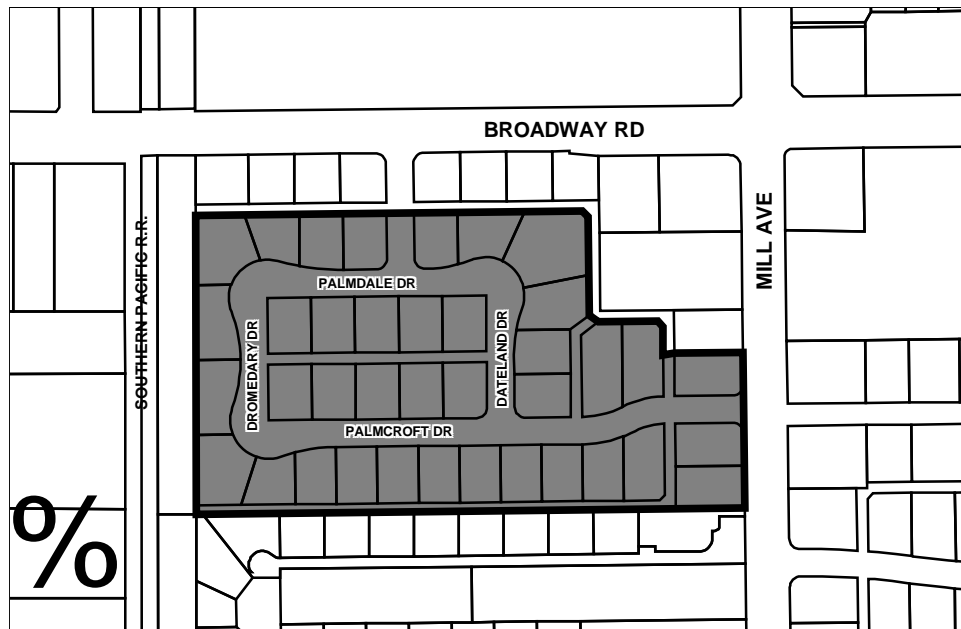 BROADWAY RD
MILL AVE
SOUTHERN PACIFIC R.R.
PALMDALE DR
DROMEDARY DR
DATELAND DR
PALMCROFT DR
%